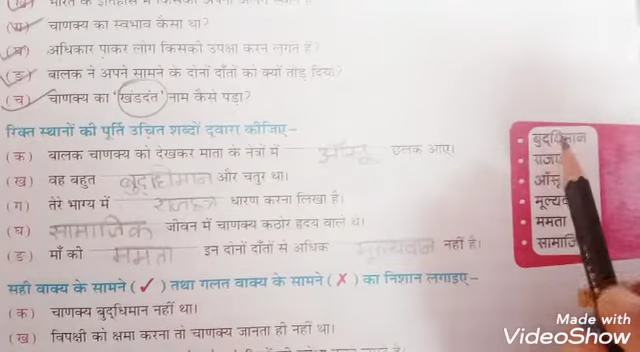 चाणक्य का स्वभाव कैसा था?
अधिकार पाकर लोग किसकी उपेक्षा करने लगते हैं?
(ङ) बालक ने अपने सामने के दोनों दाँतों को क्यों तोड़ दिया?
(च) चाणक्य का 'खंडदंत' नाम कैसे पड़ा?
रिक्त स्थानों की पूर्ति उचित शब्दों द्वारा कीजिए–
(क) बालक चाणक्य को देखकर माता के नेत्रों में आँसू छलक आए।
(ख) वह बहुत बुद्धिमान और चतुर था।
(ग) तेरे भाग्य में राजछत्र धारण करना लिखा है।
(घ) सामाजिक जीवन में चाणक्य कठोर हृदय वाले थे।
(ङ) माँ की ममता इन दोनों दाँतों से अधिक मूल्यवान नहीं है।
बुद्धिमान
आँसू
ममता
सही वाक्य के सामने (✓) तथा गलत वाक्य के सामने (✗) का निशान लगाइए–
(क) चाणक्य बुद्धिमान नहीं था।
(ख) विपक्षी को क्षमा करना तो चाणक्य जानता ही नहीं था।
Made with
VideoShow